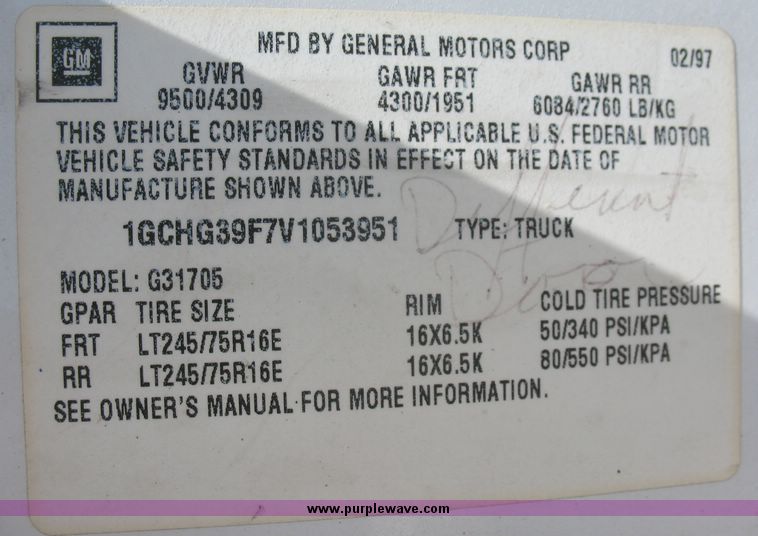 GM
MFD BY GENERAL MOTORS CORP 02/97
GVWR GAWR FRT GAWR RR
9500/4309 4300/1951 6084/2760 LB/KG
THIS VEHICLE CONFORMS TO ALL APPLICABLE U.S. FEDERAL MOTOR
VEHICLE SAFETY STANDARDS IN EFFECT ON THE DATE OF
MANUFACTURE SHOWN ABOVE.
Different
1GCHG39F7V1053951 TYPE: TRUCK
Door
MODEL: G31705
GPAR TIRE SIZE RIM COLD TIRE PRESSURE
FRT LT245/75R16E 16X6.5K 50/340 PSI/KPA
RR LT245/75R16E 16X6.5K 80/550 PSI/KPA
SEE OWNER'S MANUAL FOR MORE INFORMATION.
www.purplewave.com